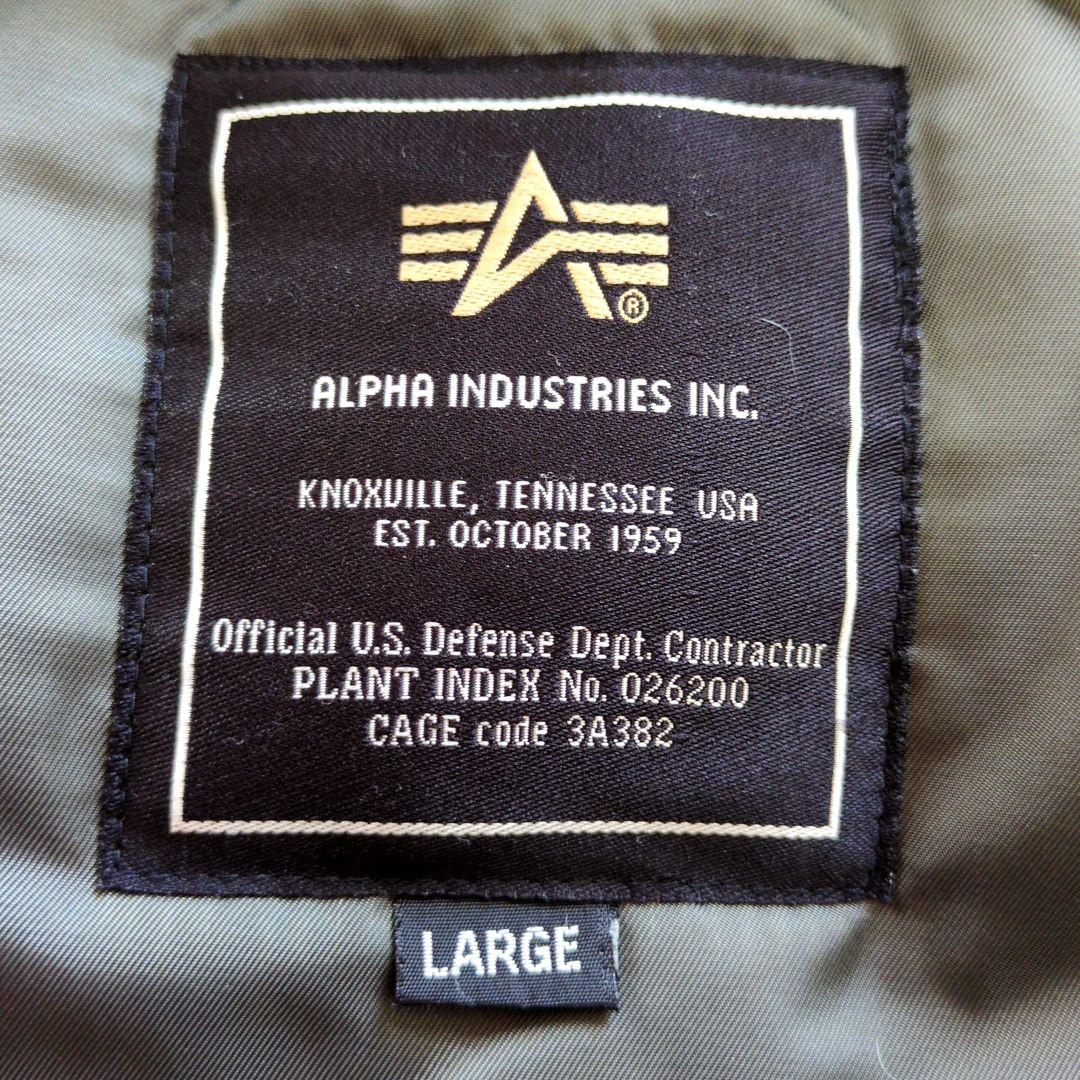 ®
ALPHA INDUSTRIES INC.
KNOXVILLE, TENNESSEE USA
EST. OCTOBER 1959
Official U.S. Defense Dept. Contractor
PLANT INDEX No. 026200
CAGE code 3A382
LARGE